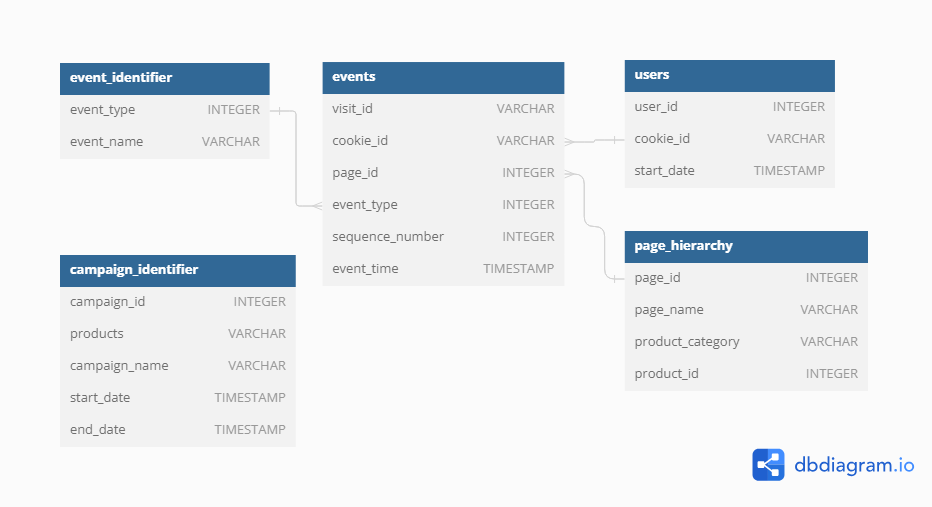 event_identifier
event_type INTEGER
event_name VARCHAR
events
visit_id VARCHAR
cookie_id VARCHAR
page_id INTEGER
event_type INTEGER
sequence_number INTEGER
event_time TIMESTAMP
users
user_id INTEGER
cookie_id VARCHAR
start_date TIMESTAMP
campaign_identifier
campaign_id INTEGER
products VARCHAR
campaign_name VARCHAR
start_date TIMESTAMP
end_date TIMESTAMP
page_hierarchy
page_id INTEGER
page_name VARCHAR
product_category VARCHAR
product_id INTEGER
dbdiagram.io